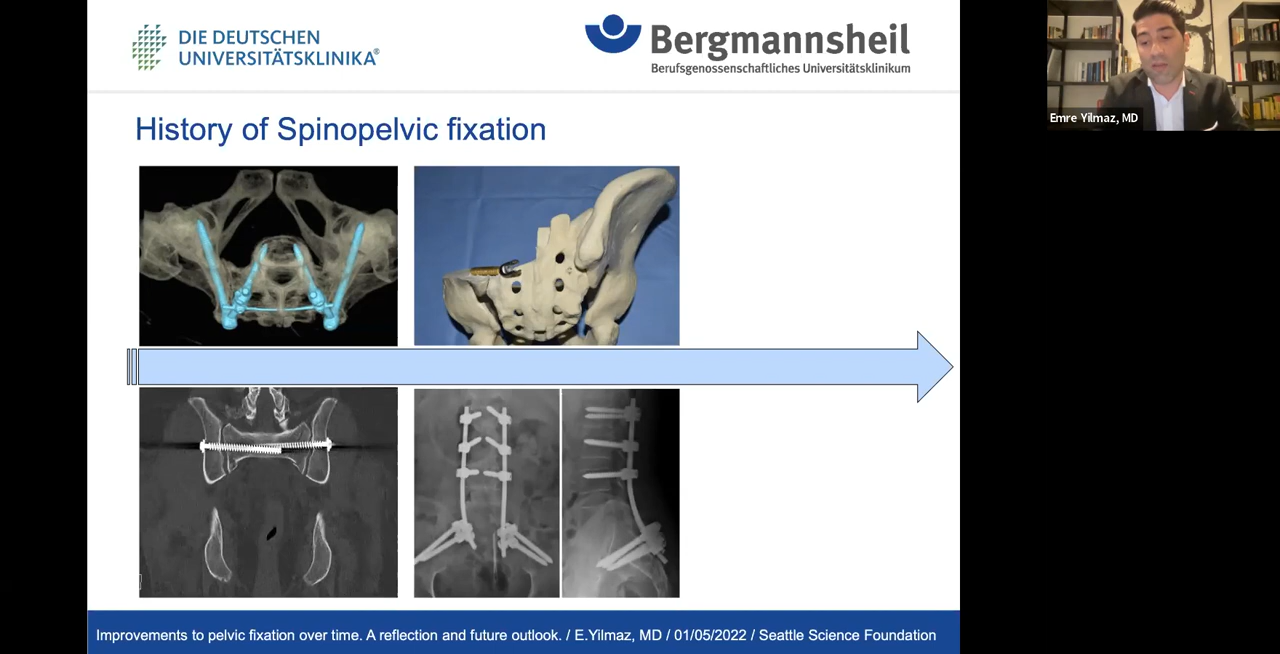 DIE DEUTSCHEN
UNIVERSITÄTSKLINIKA®
Bergmannsheil
Berufsgenossenschaftliches Universitätsklinikum
Emre Yilmaz, MD
History of Spinopelvic fixation
Improvements to pelvic fixation over time. A reflection and future outlook. / E.Yilmaz, MD / 01/05/2022 / Seattle Science Foundation